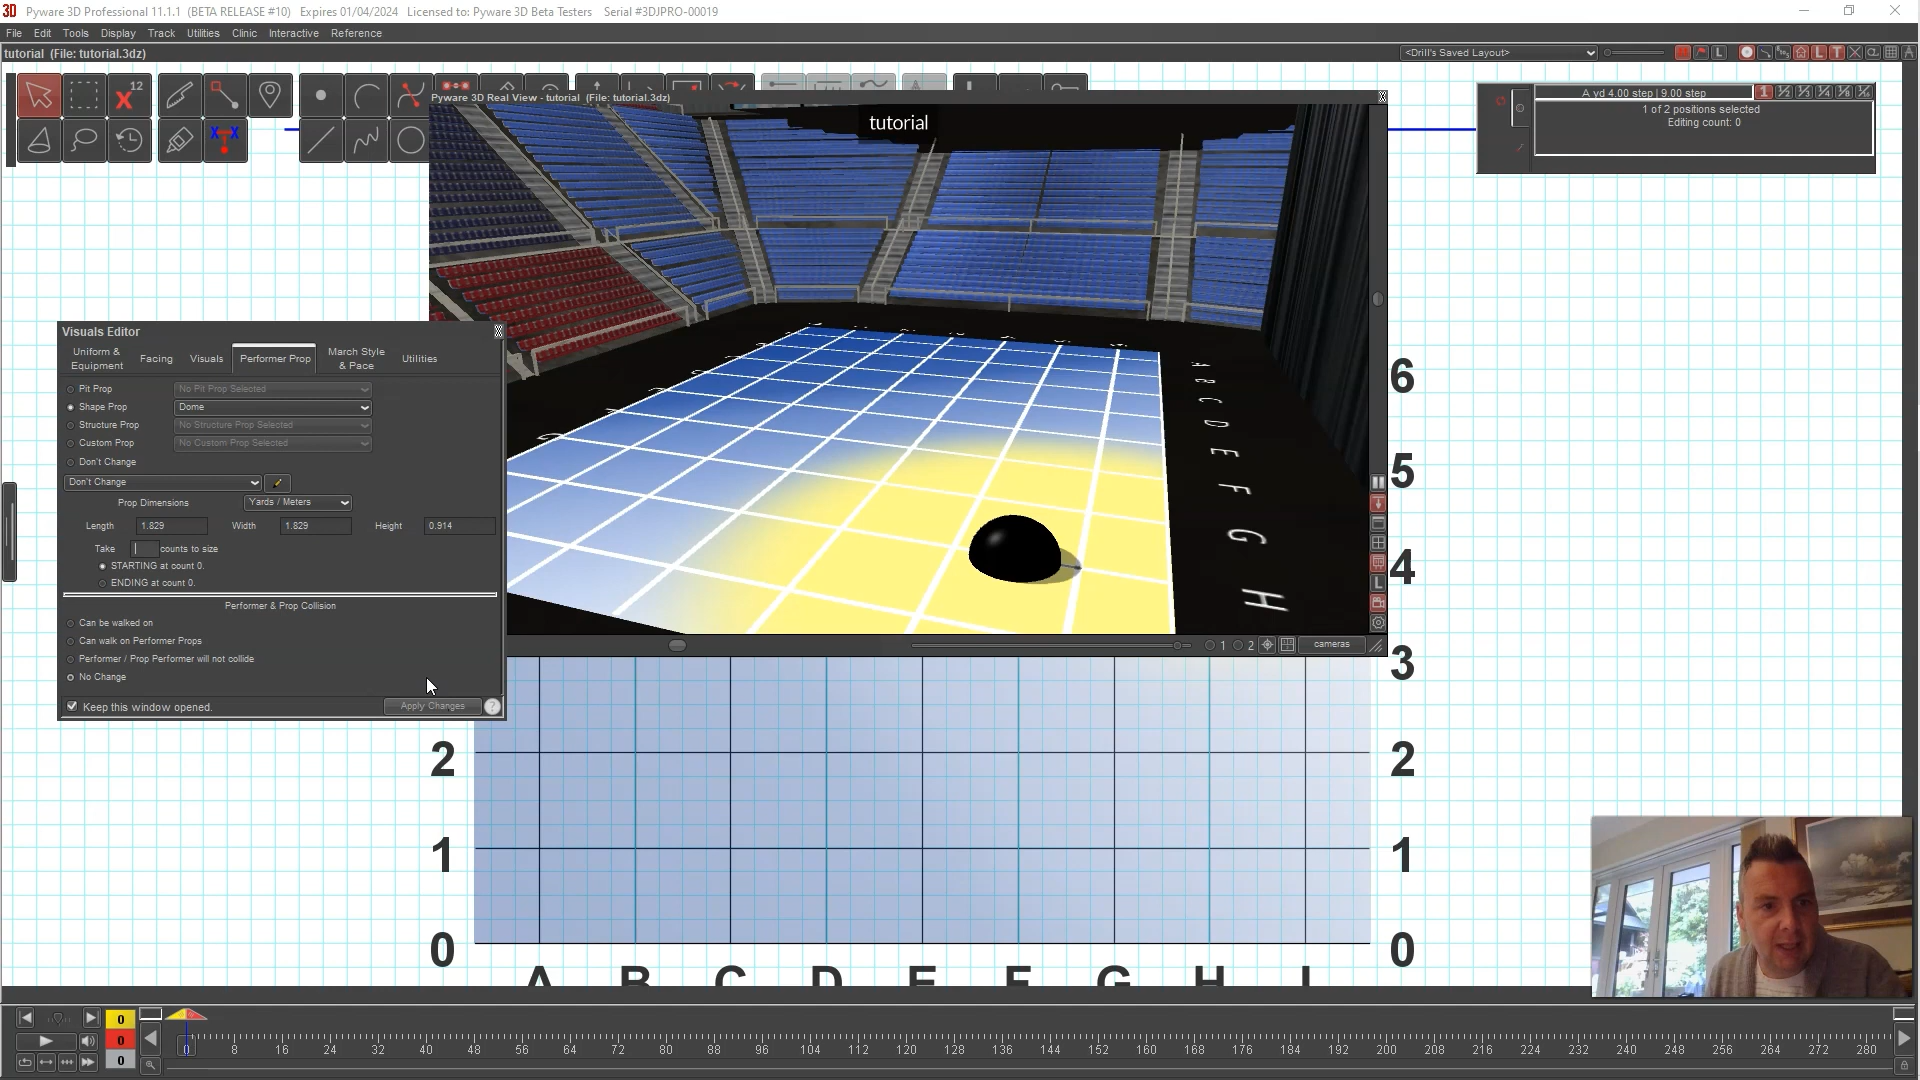 3D Pyware 3D Professional 11.1.1 (BETA RELEASE #10) Expires 01/04/2024 Licensed to: Pyware 3D Beta Testers Serial #3DJPRO-00019
File Edit Tools Display Track Utilities Clinic Interactive Reference
tutorial (File: tutorial.3dz)
<Drill's Saved Layout>
L
L T
X 12
X X
Pyware 3D Real View - tutorial (File: tutorial.3dz)
tutorial
A yd 4.00 step | 9.00 step
1
1 of 2 positions selected
Editing count: 0
Visuals Editor
Uniform & Equipment
Facing
Visuals
Performer Prop
March Style & Pace
Utilities
Pit Prop No Pit Prop Selected
Shape Prop Dome
Structure Prop No Structure Prop Selected
Custom Prop No Custom Prop Selected
Don't Change
Don't Change
Prop Dimensions Yards / Meters
Length 1.829 Width 1.829 Height 0.914
Take counts to size
STARTING at count 0.
ENDING at count 0.
Performer & Prop Collision
Can be walked on
Can walk on Performer Props
Performer / Prop Performer will not collide
No Change
Keep this window opened.
Apply Changes ?
A
B
C
D
E
F
G
H
L
1 2 cameras
6
5
4
3
2 2
1 1
0 0
A B C D E F G H I
0
0
0
0 8 16 24 32 40 48 56 64 72 80 88 96 104 112 120 128 136 144 152 160 168 176 184 192 200 208 216 224 232 240 248 256 264 272 280